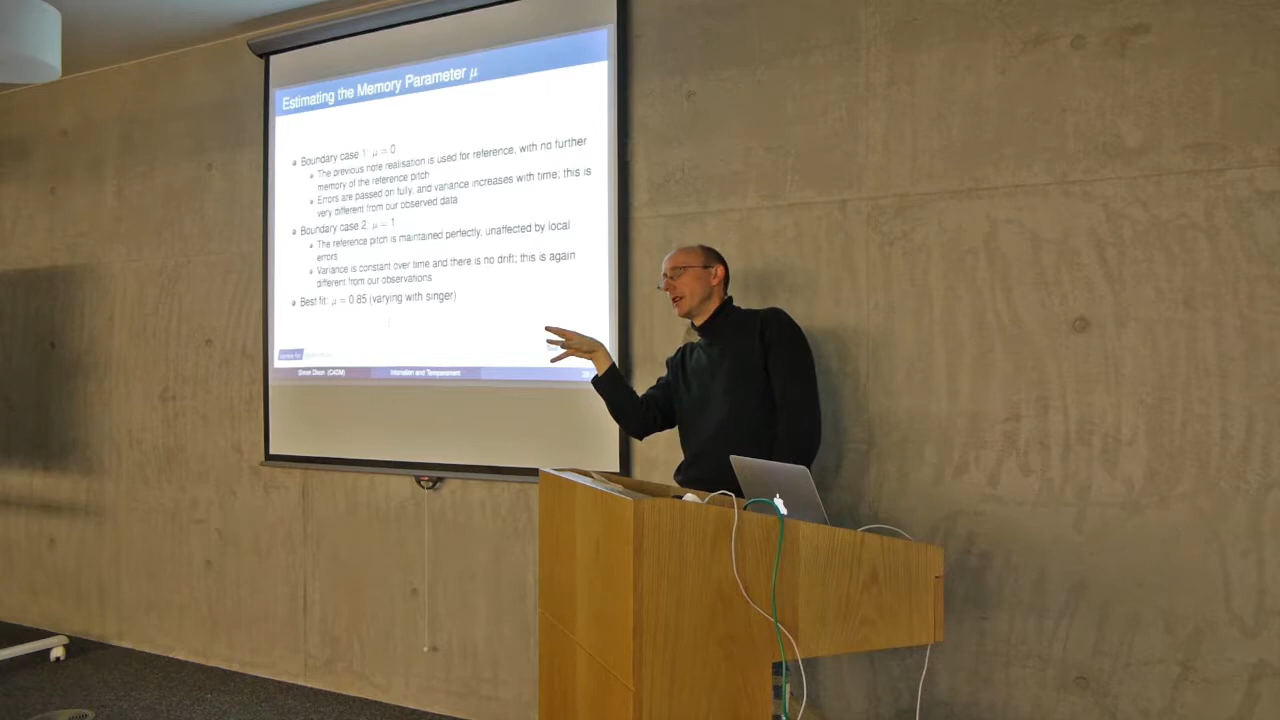 Estimating the Memory Parameter μ
Boundary case 1: μ = 0
The previous note realisation is used for reference, with no further
memory of the reference pitch
Errors are passed on fully, and variance increases with time; this is
very different from our observed data
Boundary case 2: μ = 1
The reference pitch is maintained perfectly, unaffected by local
errors
Variance is constant over time and there is no drift; this is again
different from our observations
Best fit: μ = 0.85 (varying with singer)
Simon Dixon (C4DM)
Intonation and Temperament